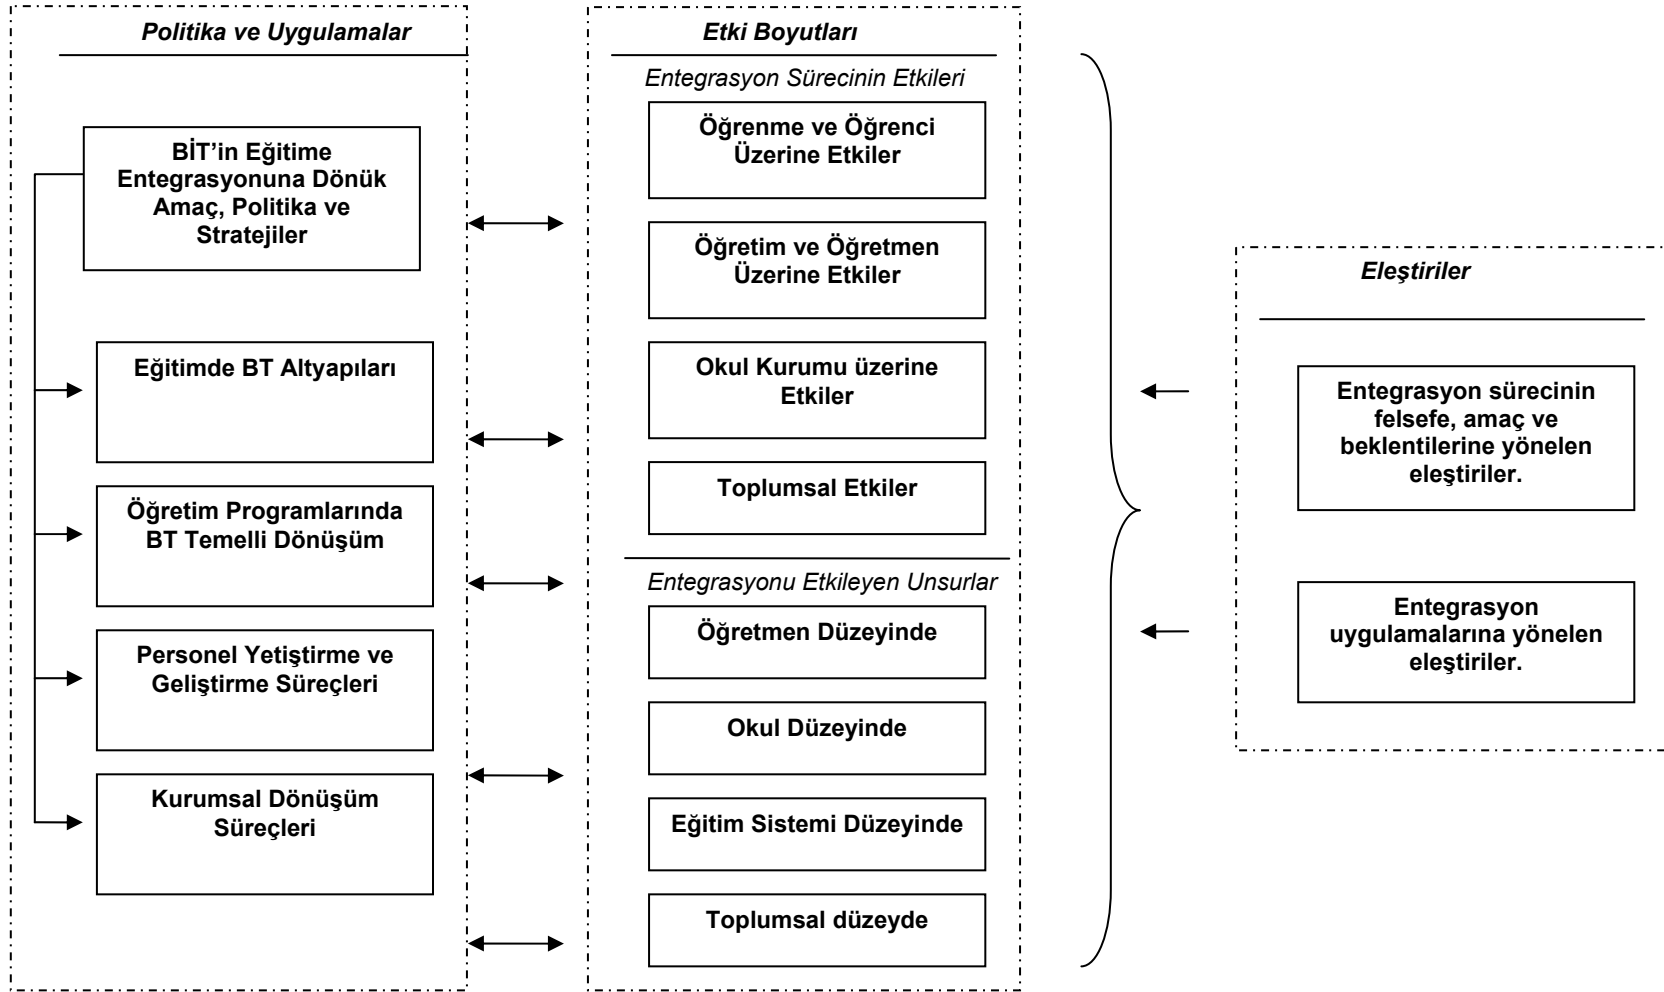 Politika ve Uygulamalar
BİT’in Eğitime
Entegrasyonuna Dönük
Amaç, Politika ve
Stratejiler
Eğitimde BT Altyapıları
Öğretim Programlarında
BT Temelli Dönüşüm
Personel Yetiştirme ve
Geliştirme Süreçleri
Kurumsal Dönüşüm
Süreçleri
Etki Boyutları
Entegrasyon Sürecinin Etkileri
Öğrenme ve Öğrenci
Üzerine Etkiler
Öğretim ve Öğretmen
Üzerine Etkiler
Okul Kurumu üzerine
Etkiler
Toplumsal Etkiler
Entegrasyonu Etkileyen Unsurlar
Öğretmen Düzeyinde
Okul Düzeyinde
Eğitim Sistemi Düzeyinde
Toplumsal düzeyde
Eleştiriler
Entegrasyon sürecinin
felsefe, amaç ve
beklentilerine yönelen
eleştiriler.
Entegrasyon
uygulamalarına yönelen
eleştiriler.